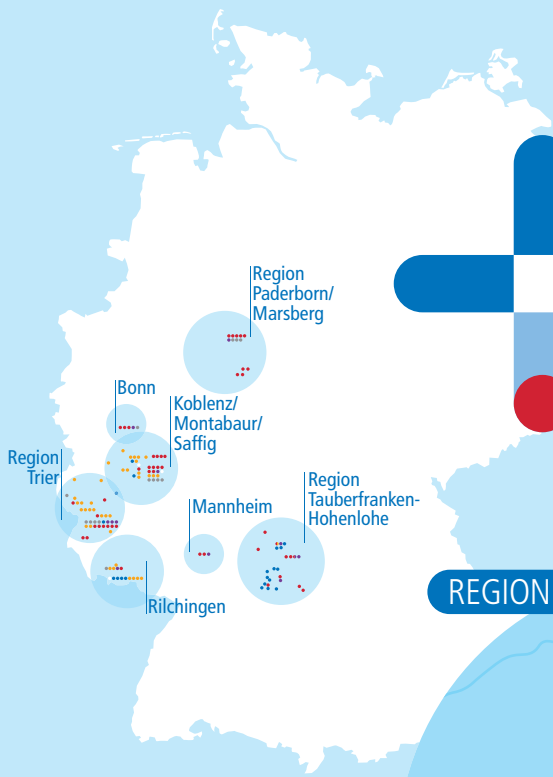 Region
Paderborn/
Marsberg
Bonn
Koblenz/
Montabaur/
Saffig
Region
Trier
Mannheim
Region
Tauberfranken-
Hohenlohe
REGION
Rilchingen